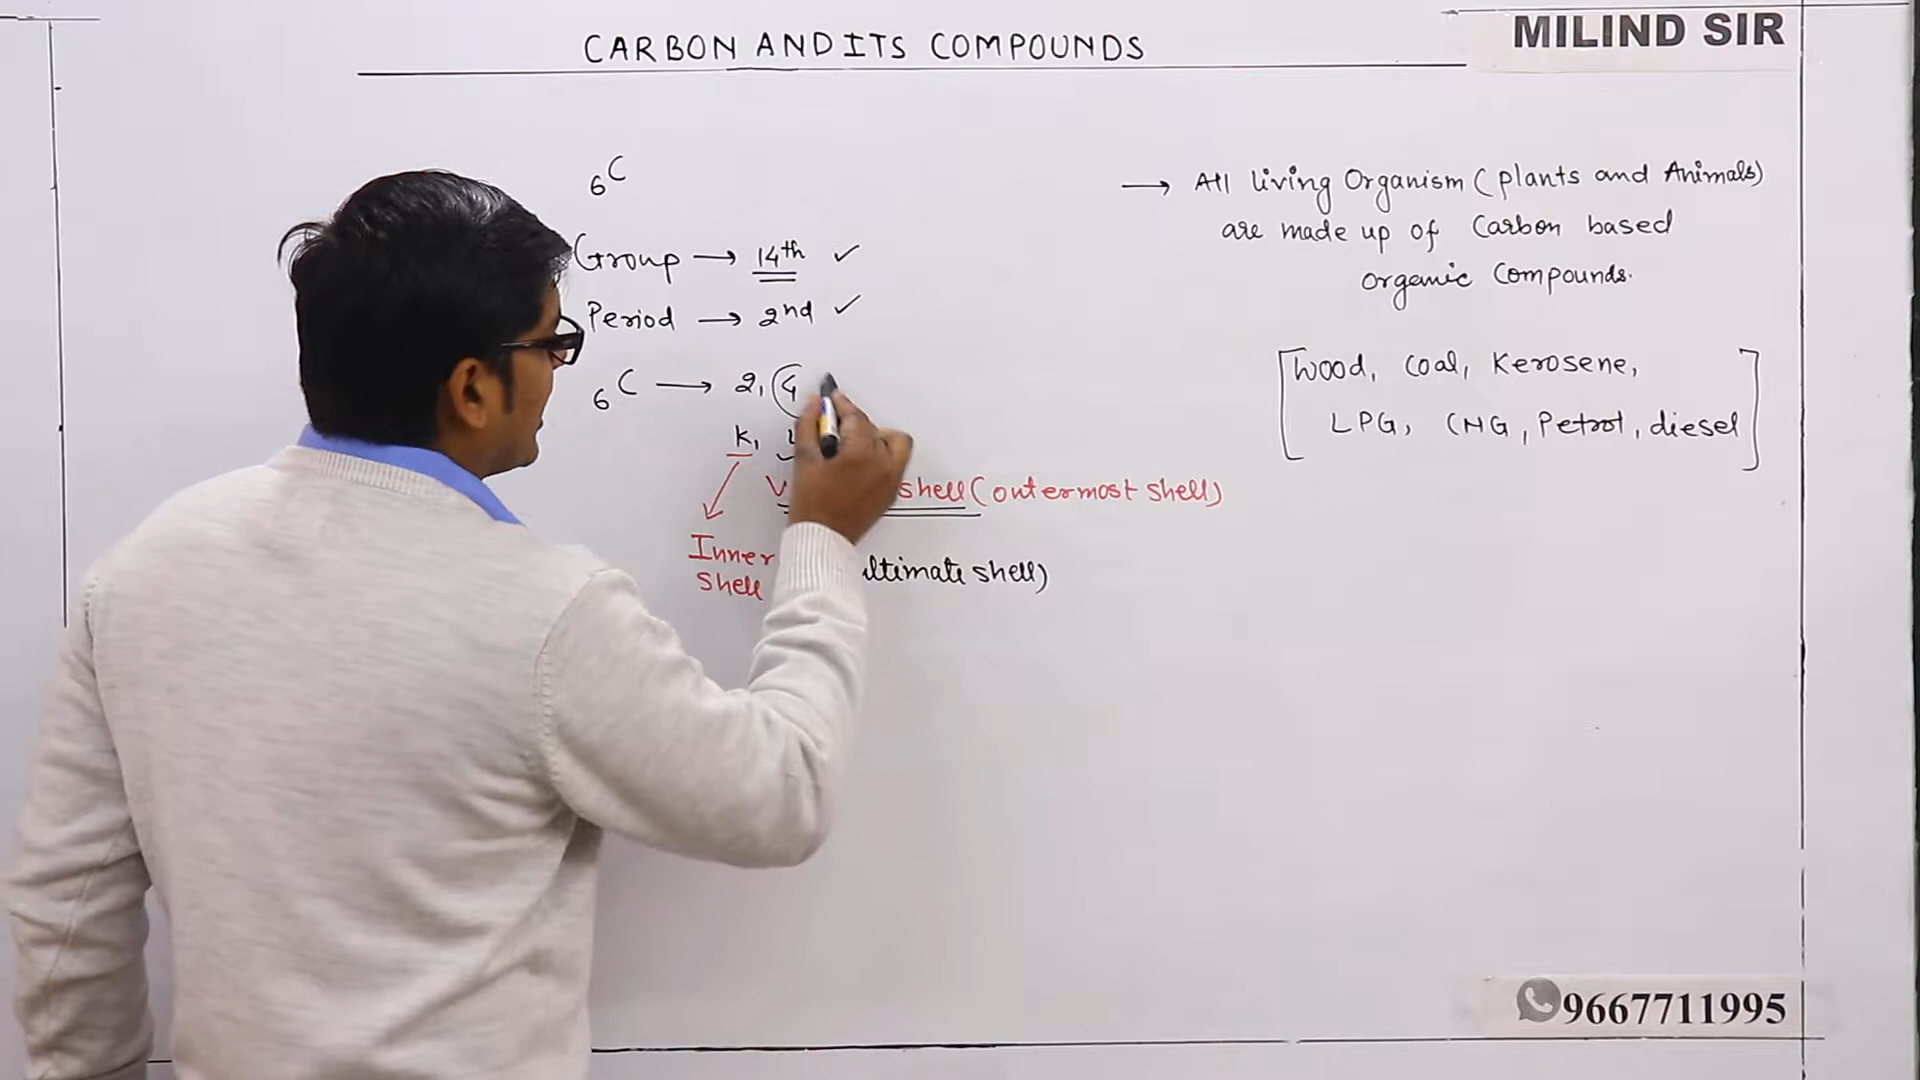 CARBON AND ITS COMPOUNDS
MILIND SIR
6C
Group → 14th ✓
Period → 2nd ✓
6C → 2, 4
K,
shell (outermost shell)
Inner
shell
ultimate shell)
→ All living Organism (plants and Animals)
are made up of Carbon based
organic Compounds.
[Wood, Coal, Kerosene,
LPG, CNG, Petrol, diesel]
9667711995